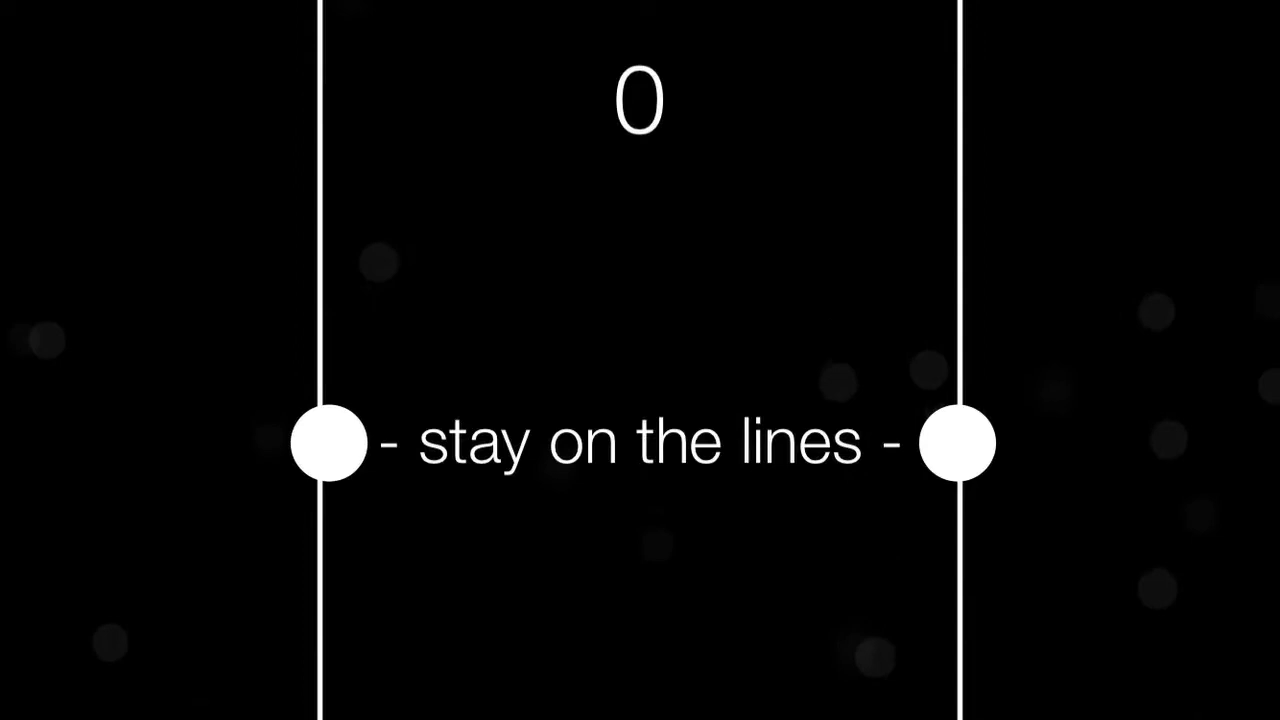 0
- stay on the lines -